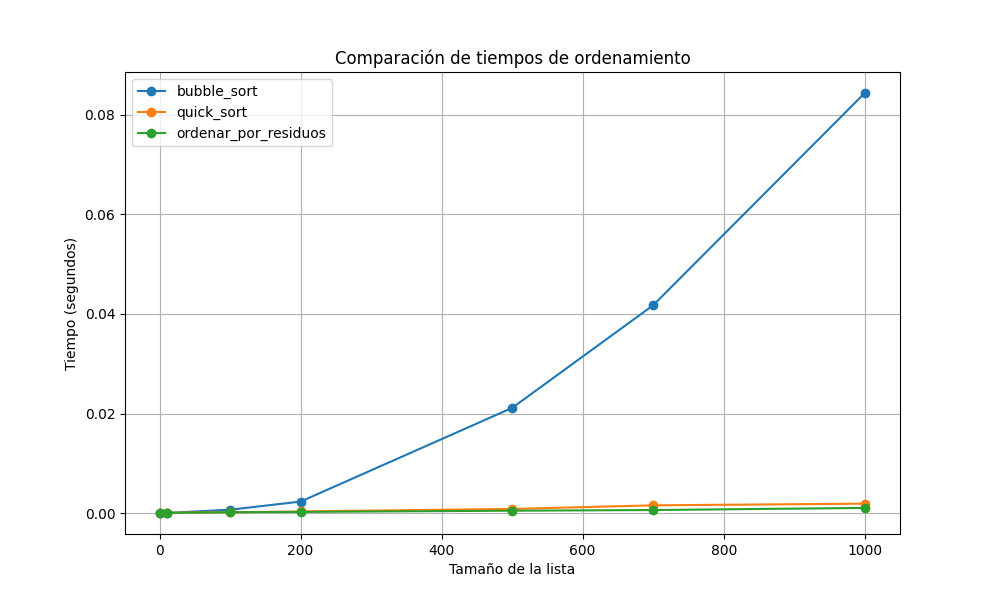 Comparación de tiempos de ordenamiento
bubble_sort
quick_sort
ordenar_por_residuos
0.08
0.06
0.04
0.02
0.00
Tiempo (segundos)
0 200 400 600 800 1000
Tamaño de la lista